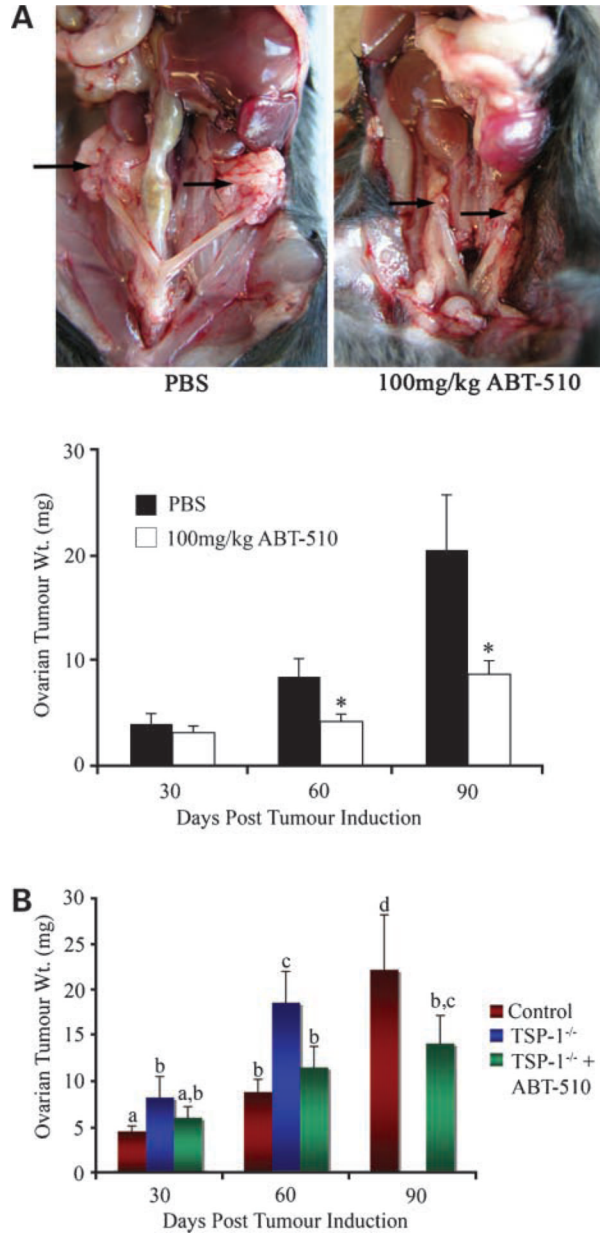 A
PBS
100mg/kg ABT-510
30
20
10
0
Ovarian Tumour Wt. (mg)
PBS
100mg/kg ABT-510
*
*
30
60
90
Days Post Tumour Induction
B
30
25
20
15
10
5
0
Ovarian Tumour Wt. (mg)
a
b
a,b
b
c
b
d
b,c
Control
TSP-1-/-
TSP-1-/- +
ABT-510
30
60
90
Days Post Tumour Induction